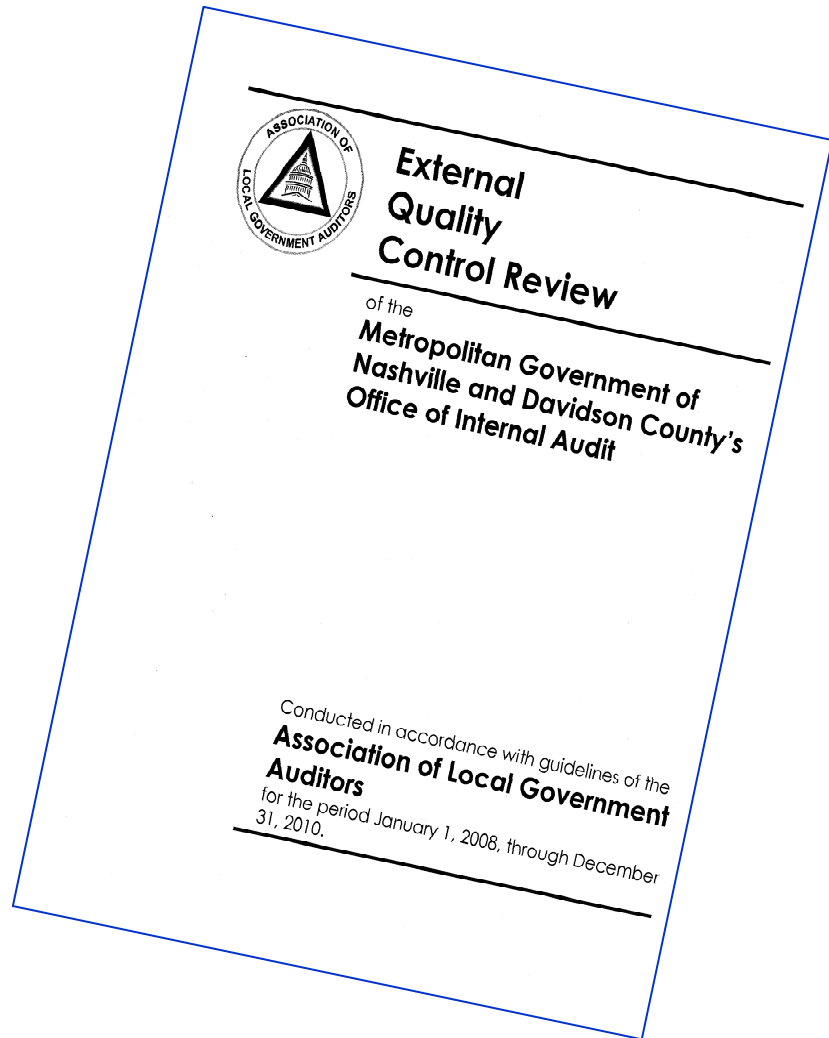 ASSOCIATION OF
LOCAL GOVERNMENT AUDITORS
External
Quality
Control Review
of the
Metropolitan Government of
Nashville and Davidson County's
Office of Internal Audit
Conducted in accordance with guidelines of the
Association of Local Government
Auditors
for the period January 1, 2008, through December
31, 2010.